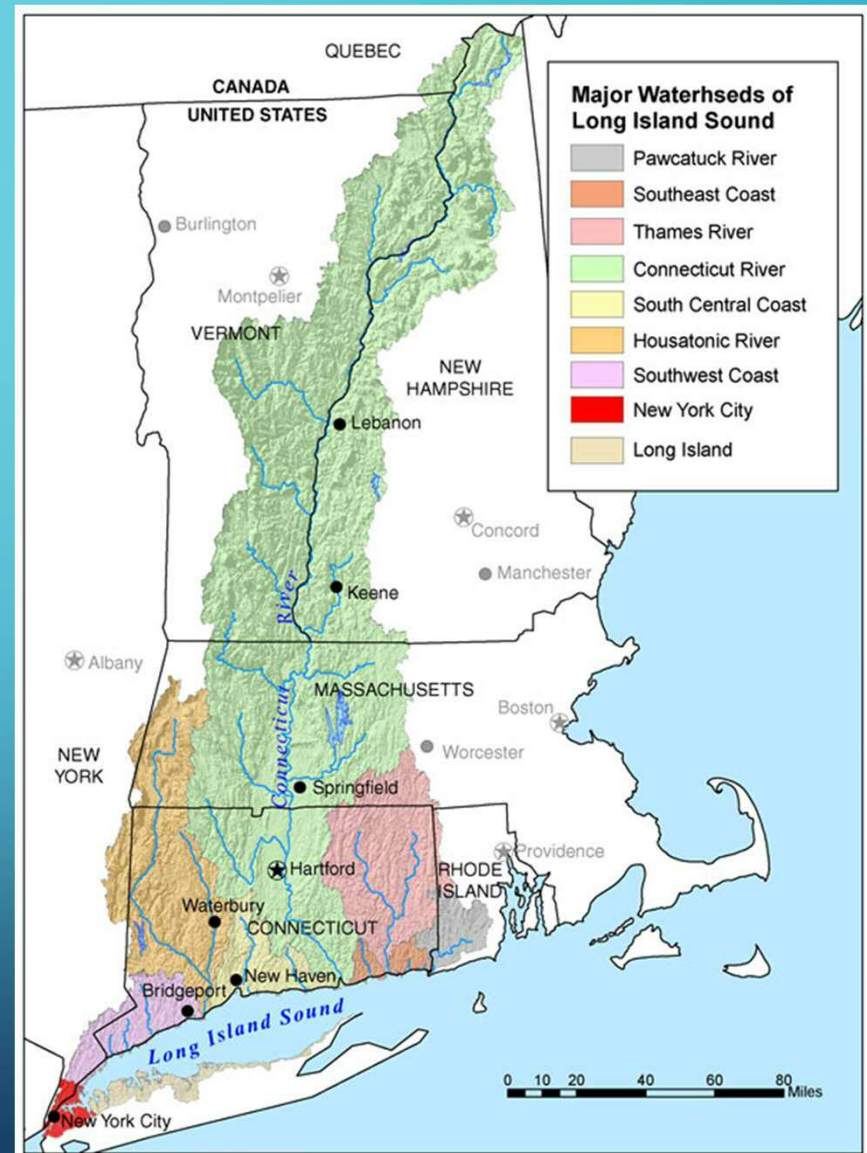 QUEBEC
CANADA
UNITED STATES
Major Waterhseds of
Long Island Sound
Pawcatuck River
Southeast Coast
Thames River
Connecticut River
South Central Coast
Housatonic River
Southwest Coast
New York City
Long Island
Burlington
Montpelier
VERMONT
NEW
HAMPSHIRE
Lebanon
Concord
Manchester
Keene
Connecticut River
Albany
MASSACHUSETTS
Boston
NEW
YORK
Worcester
Springfield
Hartford
Providence
RHODE
ISLAND
Waterbury
CONNECTICUT
New Haven
Bridgeport
Long Island Sound
0 10 20 40 60 80
Miles
New York City